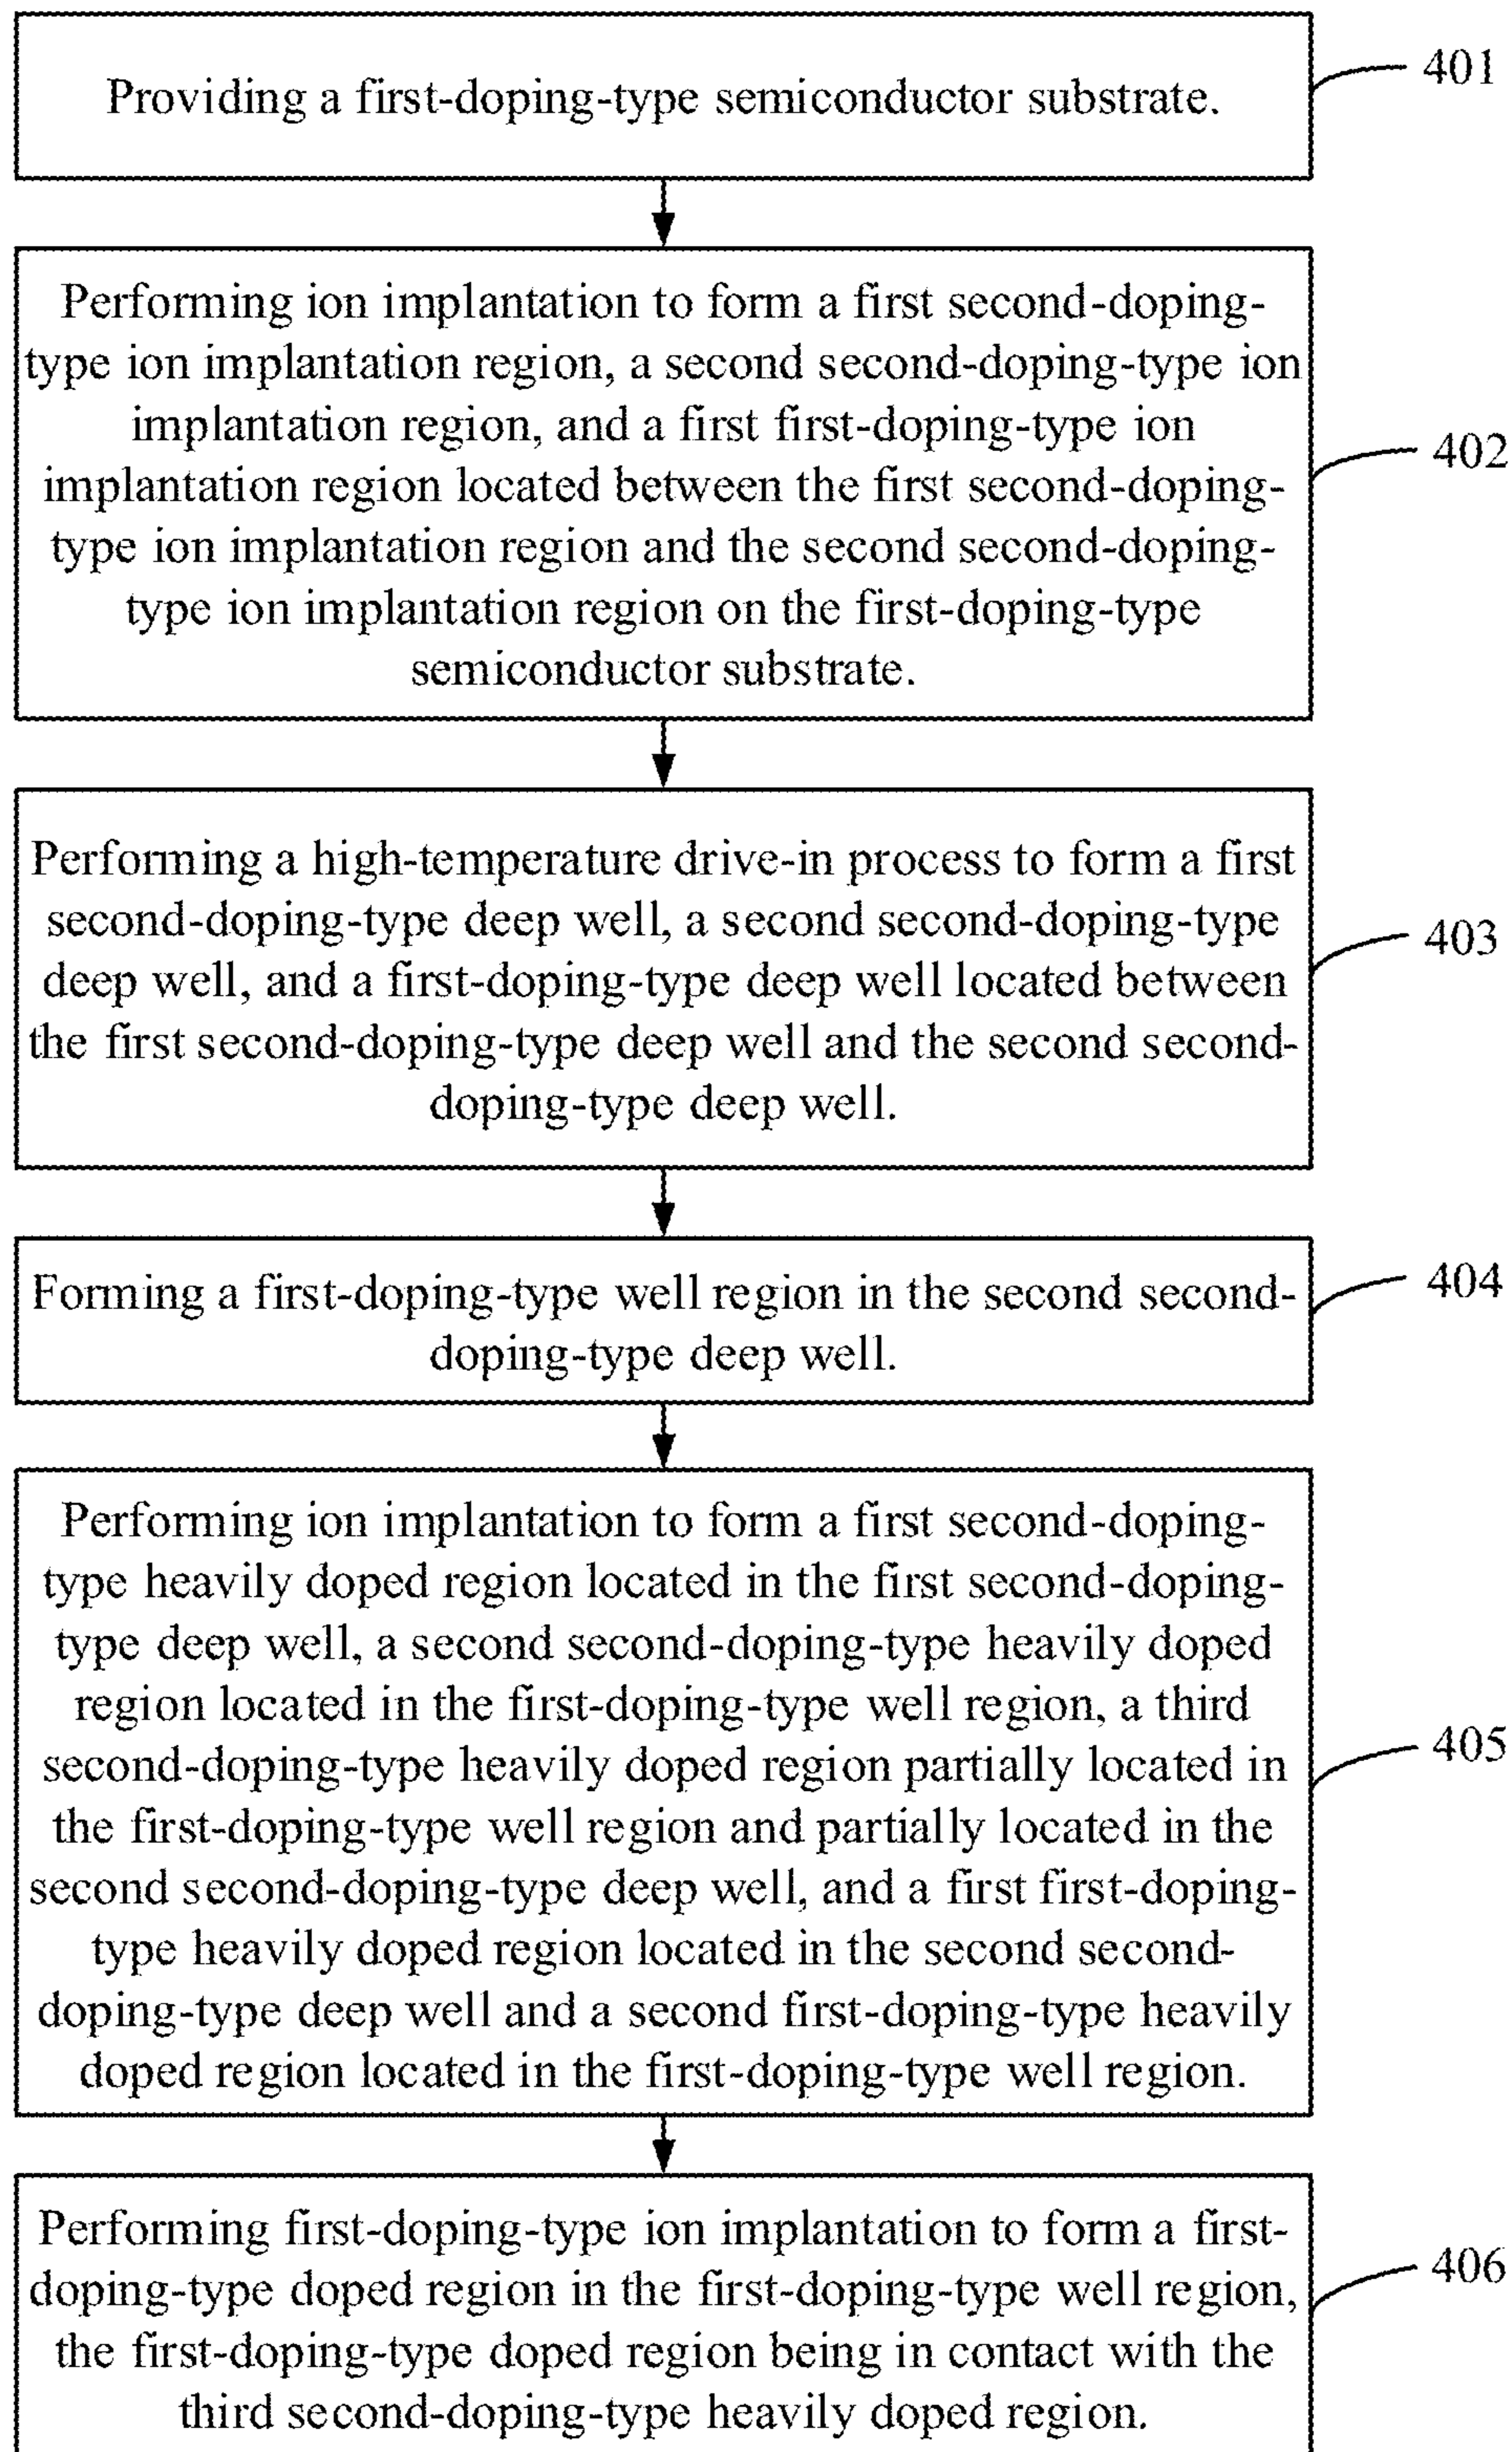 Providing a first-doping-type semiconductor substrate.
401
Performing ion implantation to form a first second-doping-
type ion implantation region, a second second-doping-type ion
implantation region, and a first first-doping-type ion
implantation region located between the first second-doping-
type ion implantation region and the second second-doping-
type ion implantation region on the first-doping-type
semiconductor substrate.
402
Performing a high-temperature drive-in process to form a first
second-doping-type deep well, a second second-doping-type
deep well, and a first-doping-type deep well located between
the first second-doping-type deep well and the second second-
doping-type deep well.
403
Forming a first-doping-type well region in the second second-
doping-type deep well.
404
Performing ion implantation to form a first second-doping-
type heavily doped region located in the first second-doping-
type deep well, a second second-doping-type heavily doped
region located in the first-doping-type well region, a third
second-doping-type heavily doped region partially located in
the first-doping-type well region and partially located in the
second second-doping-type deep well, and a first first-doping-
type heavily doped region located in the second second-
doping-type deep well and a second first-doping-type heavily
doped region located in the first-doping-type well region.
405
Performing first-doping-type ion implantation to form a first-
doping-type doped region in the first-doping-type well region,
the first-doping-type doped region being in contact with the
third second-doping-type heavily doped region.
406